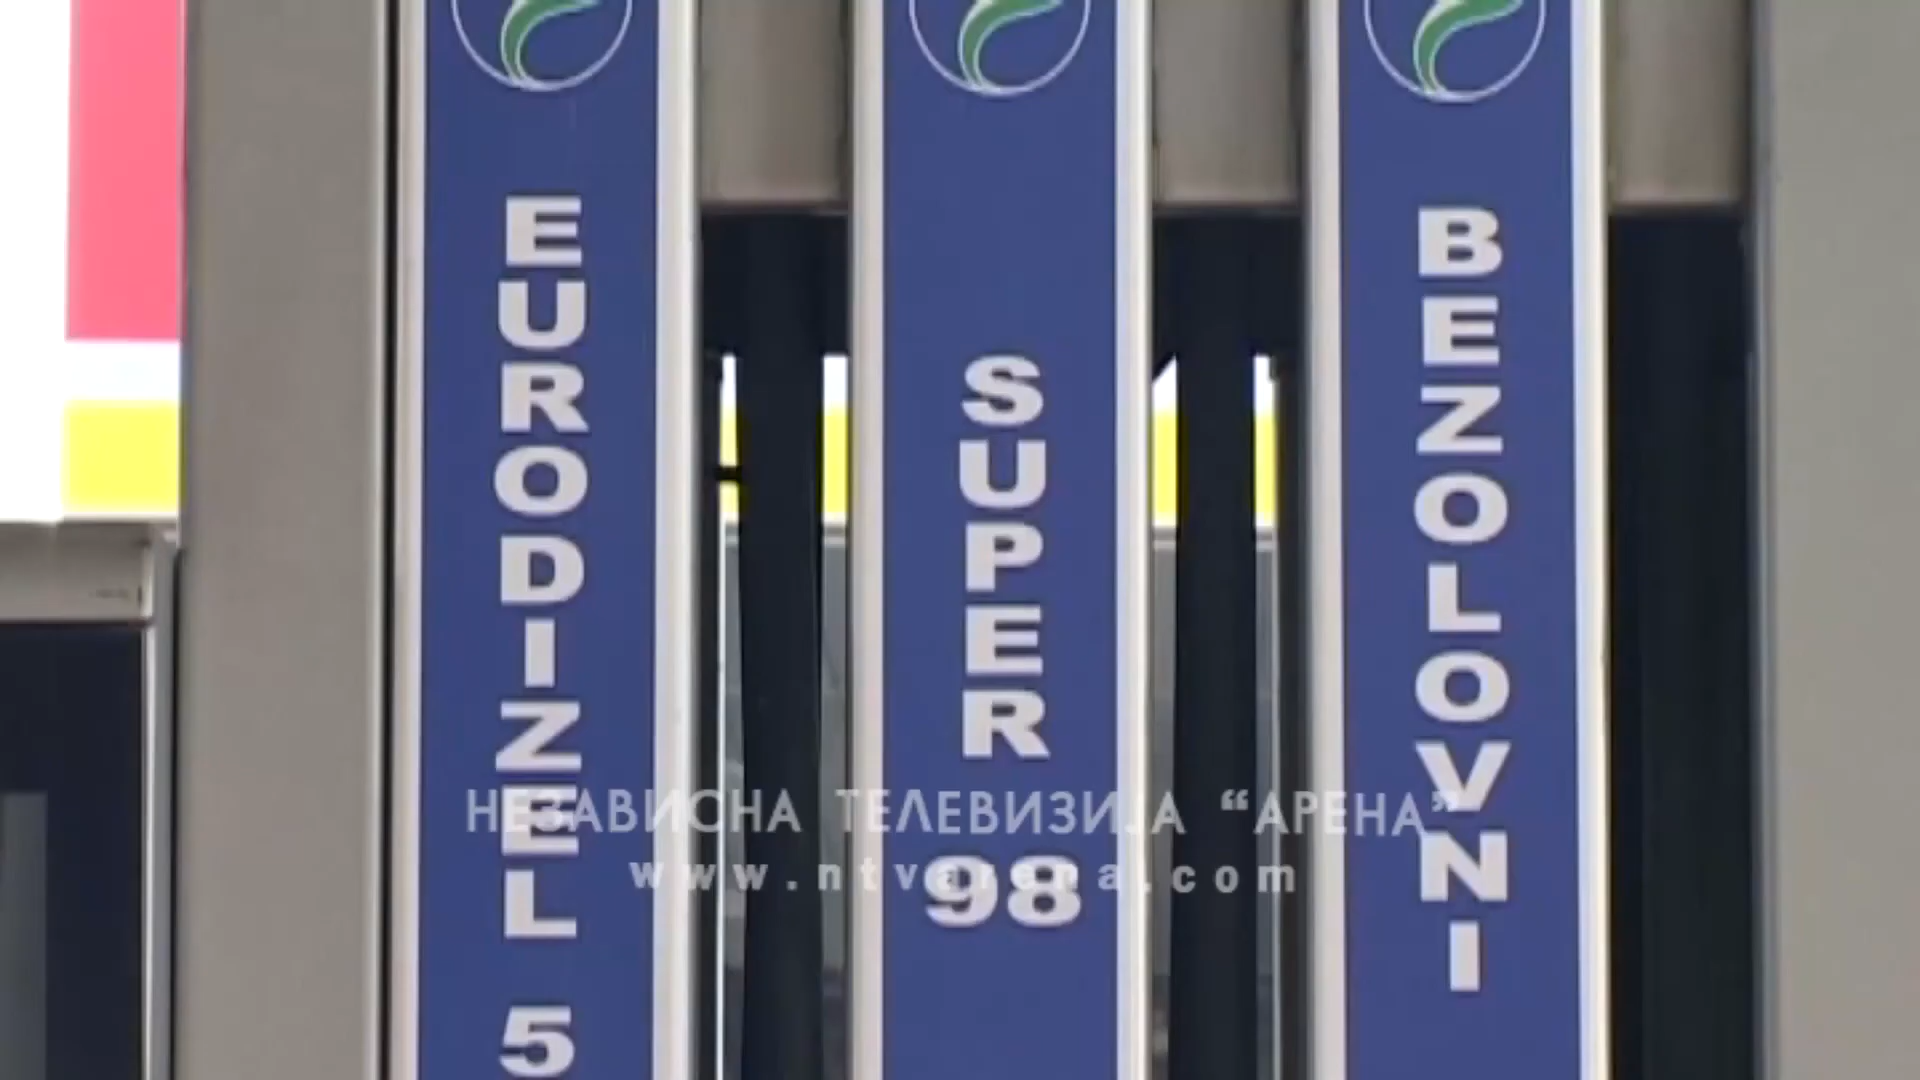 EURODIZEL 5
SUPER 98
BEZOLOVNI
НЕЗАВИСНА ТЕЛЕВИЗИЈА “АРЕНА”
www.ntvarena.com